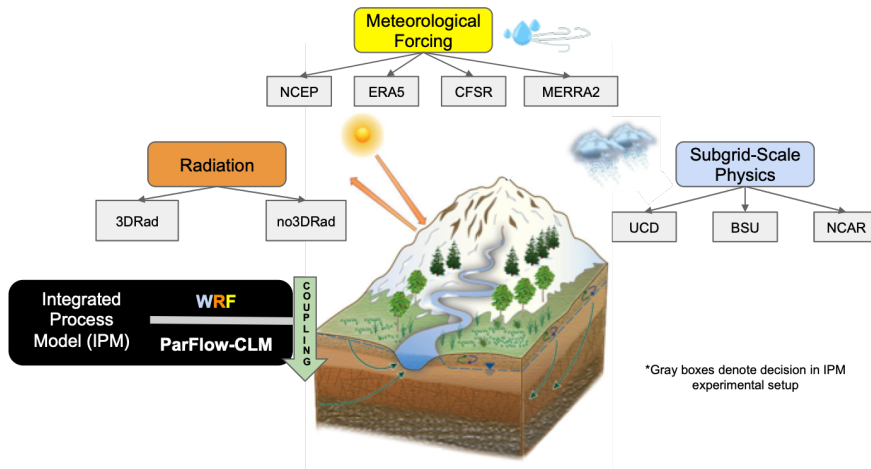 Meteorological
Forcing
NCEP
ERA5
CFSR
MERRA2
Radiation
3DRad
no3DRad
Subgrid-Scale
Physics
UCD
BSU
NCAR
Integrated
Process
Model (IPM)
WRF
ParFlow-CLM
COUPLING
*Gray boxes denote decision in IPM
experimental setup